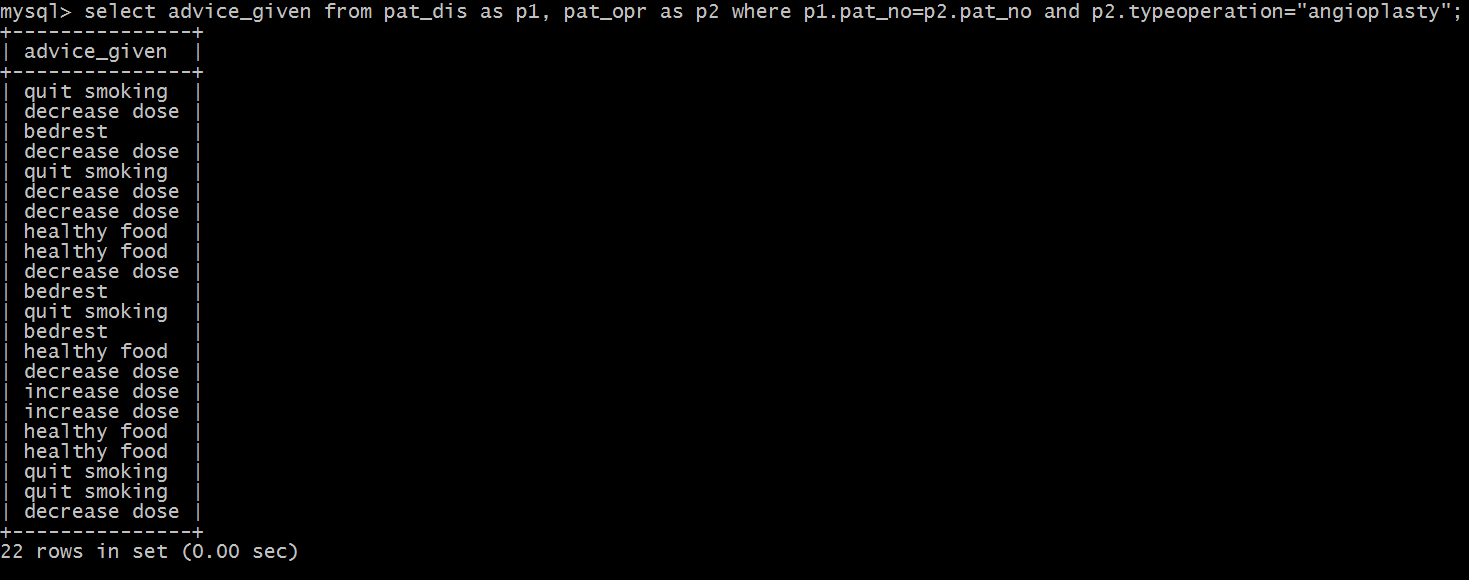 mysql> select advice_given from pat_dis as p1, pat_opr as p2 where p1.pat_no=p2.pat_no and p2.typeoperation="angioplasty";
+---------------+
| advice_given  |
+---------------+
| quit smoking  |
| decrease dose |
| bedrest       |
| decrease dose |
| quit smoking  |
| decrease dose |
| decrease dose |
| healthy food  |
| healthy food  |
| decrease dose |
| bedrest       |
| quit smoking  |
| bedrest       |
| healthy food  |
| decrease dose |
| increase dose |
| increase dose |
| healthy food  |
| healthy food  |
| quit smoking  |
| quit smoking  |
| decrease dose |
+---------------+
22 rows in set (0.00 sec)